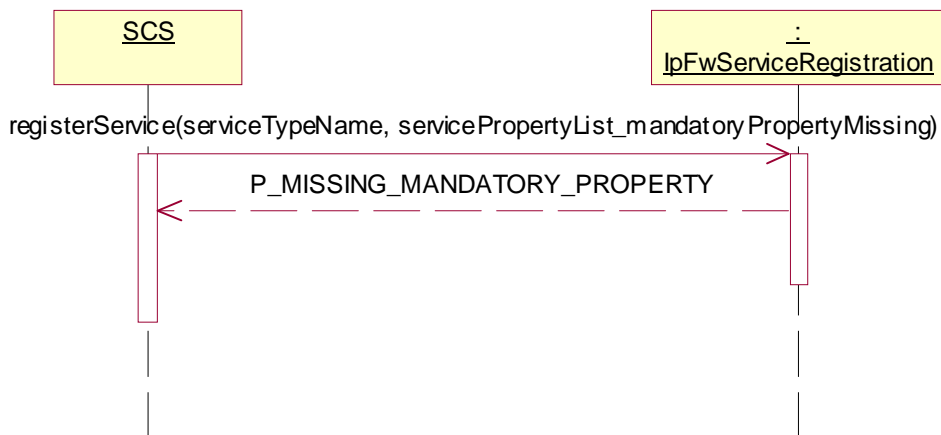 SCS
:
IpFwServiceRegistration
registerService(serviceTypeName, servicePropertyList_mandatoryPropertyMissing)
P_MISSING_MANDATORY_PROPERTY